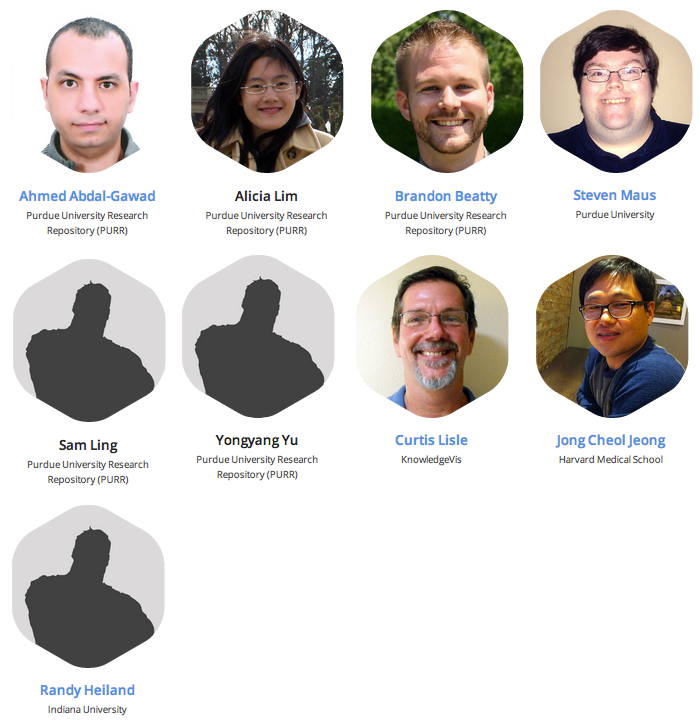 Ahmed Abdal-Gawad
Purdue University Research
Repository (PURR)
Alicia Lim
Purdue University Research
Repository (PURR)
Brandon Beatty
Purdue University Research
Repository (PURR)
Steven Maus
Purdue University
Sam Ling
Purdue University Research
Repository (PURR)
Yongyang Yu
Purdue University Research
Repository (PURR)
Curtis Lisle
KnowledgeVis
Jong Cheol Jeong
Harvard Medical School
Randy Heiland
Indiana University